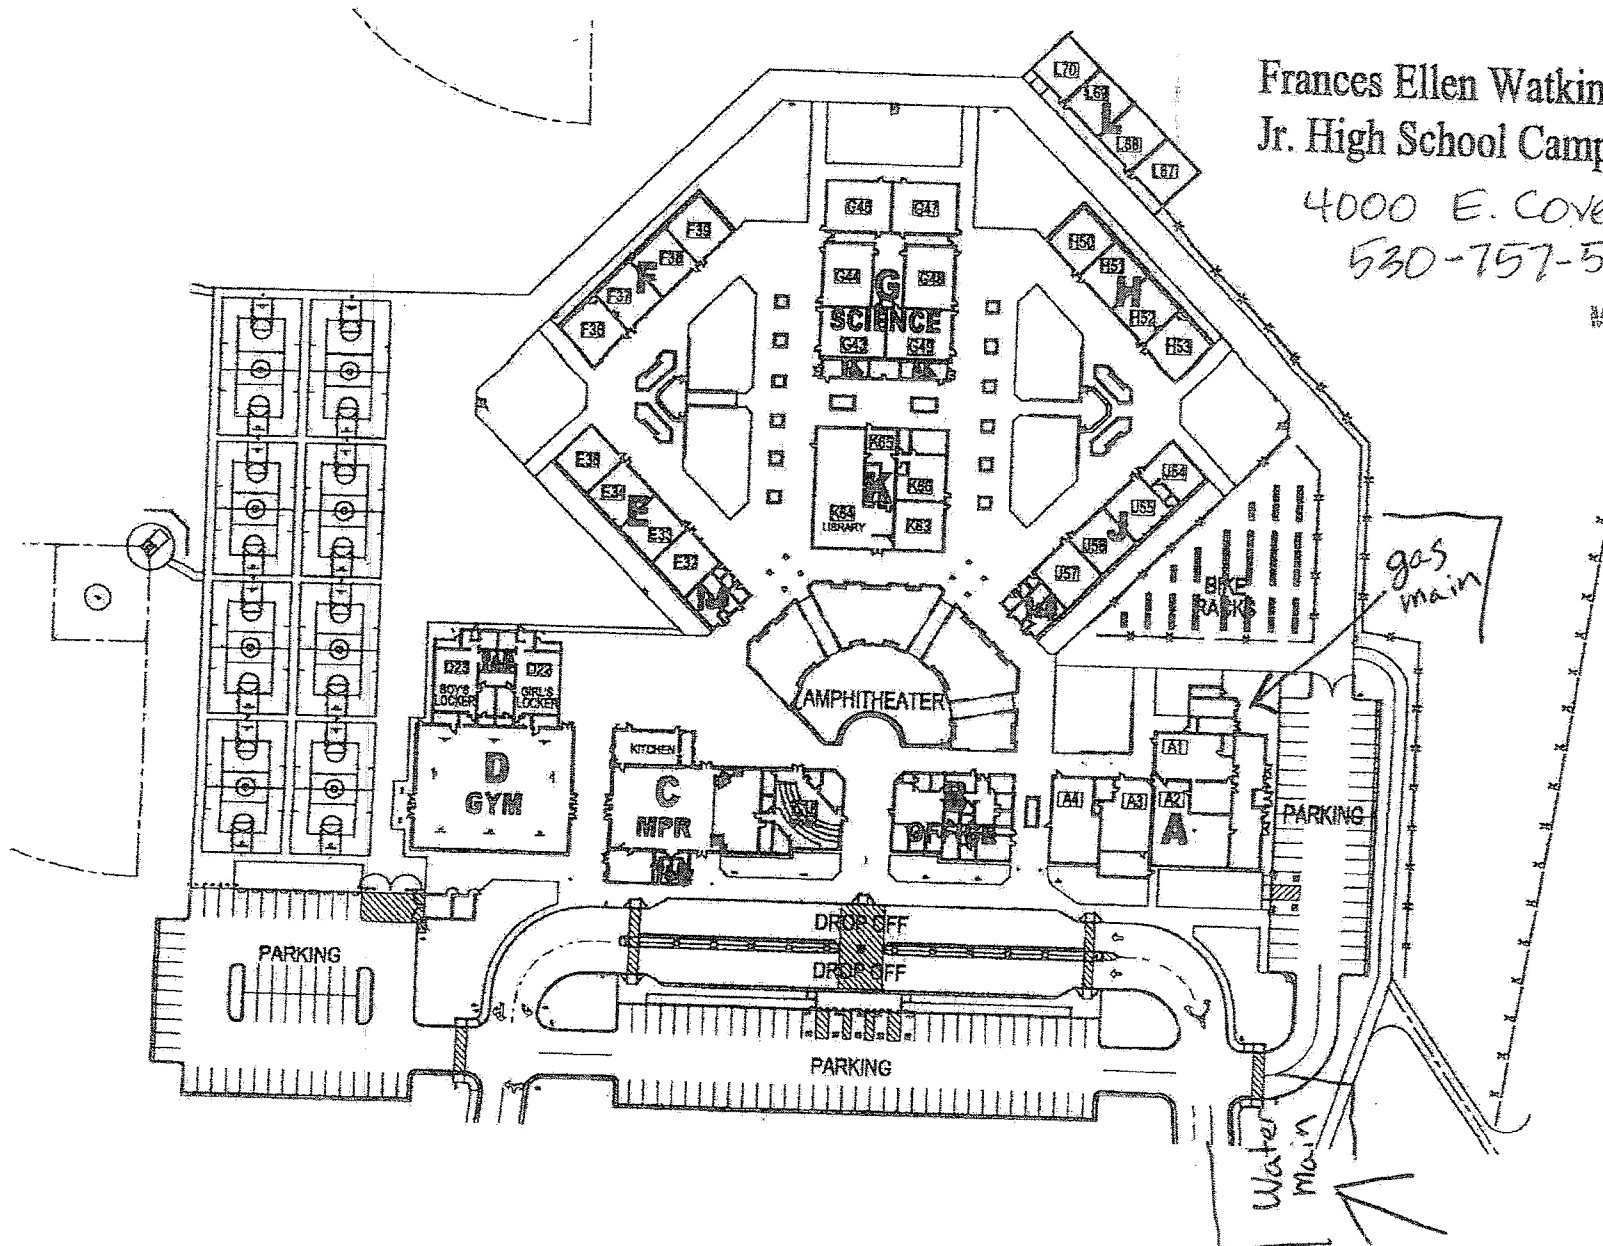 Frances Ellen Watkin
Jr. High School Camp
4000 E. Cove
530-757-5
L70
L69
L
L68
L67
G46
G47
G44
G
G48
SCIENCE
G43
G49
F39
F38
F
F37
F36
H50
H51
H
H52
H53
E35
E34
E
E33
E32
K65
K
K66
K64
LIBRARY
K63
J54
J55
J
J56
J57
BIKE
RACKS
gas
main
D23
BOY'S
LOCKER
D22
GIRL'S
LOCKER
D
GYM
AMPHITHEATER
KITCHEN
C
MPR
B
OFFICE
A1
A4
A3
A2
A
PARKING
DROP OFF
DROP OFF
PARKING
PARKING
Water
main